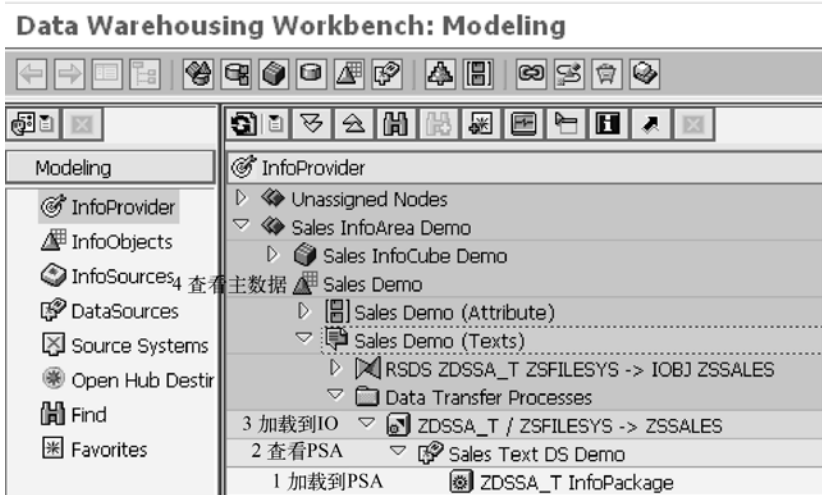 Data Warehousing Workbench: Modeling
Modeling
InfoProvider
InfoObjects
InfoSources
DataSources
Source Systems
Open Hub Destir
Find
Favorites
InfoProvider
Unassigned Nodes
Sales InfoArea Demo
Sales InfoCube Demo
4 查看主数据 Sales Demo
Sales Demo (Attribute)
Sales Demo (Texts)
RSDS ZDSSA_T ZSFILESYS -> IOBJ ZSSALES
Data Transfer Processes
3 加载到IO ZDSSA_T / ZSFILESYS -> ZSSALES
2 查看PSA Sales Text DS Demo
1 加载到PSA ZDSSA_T InfoPackage